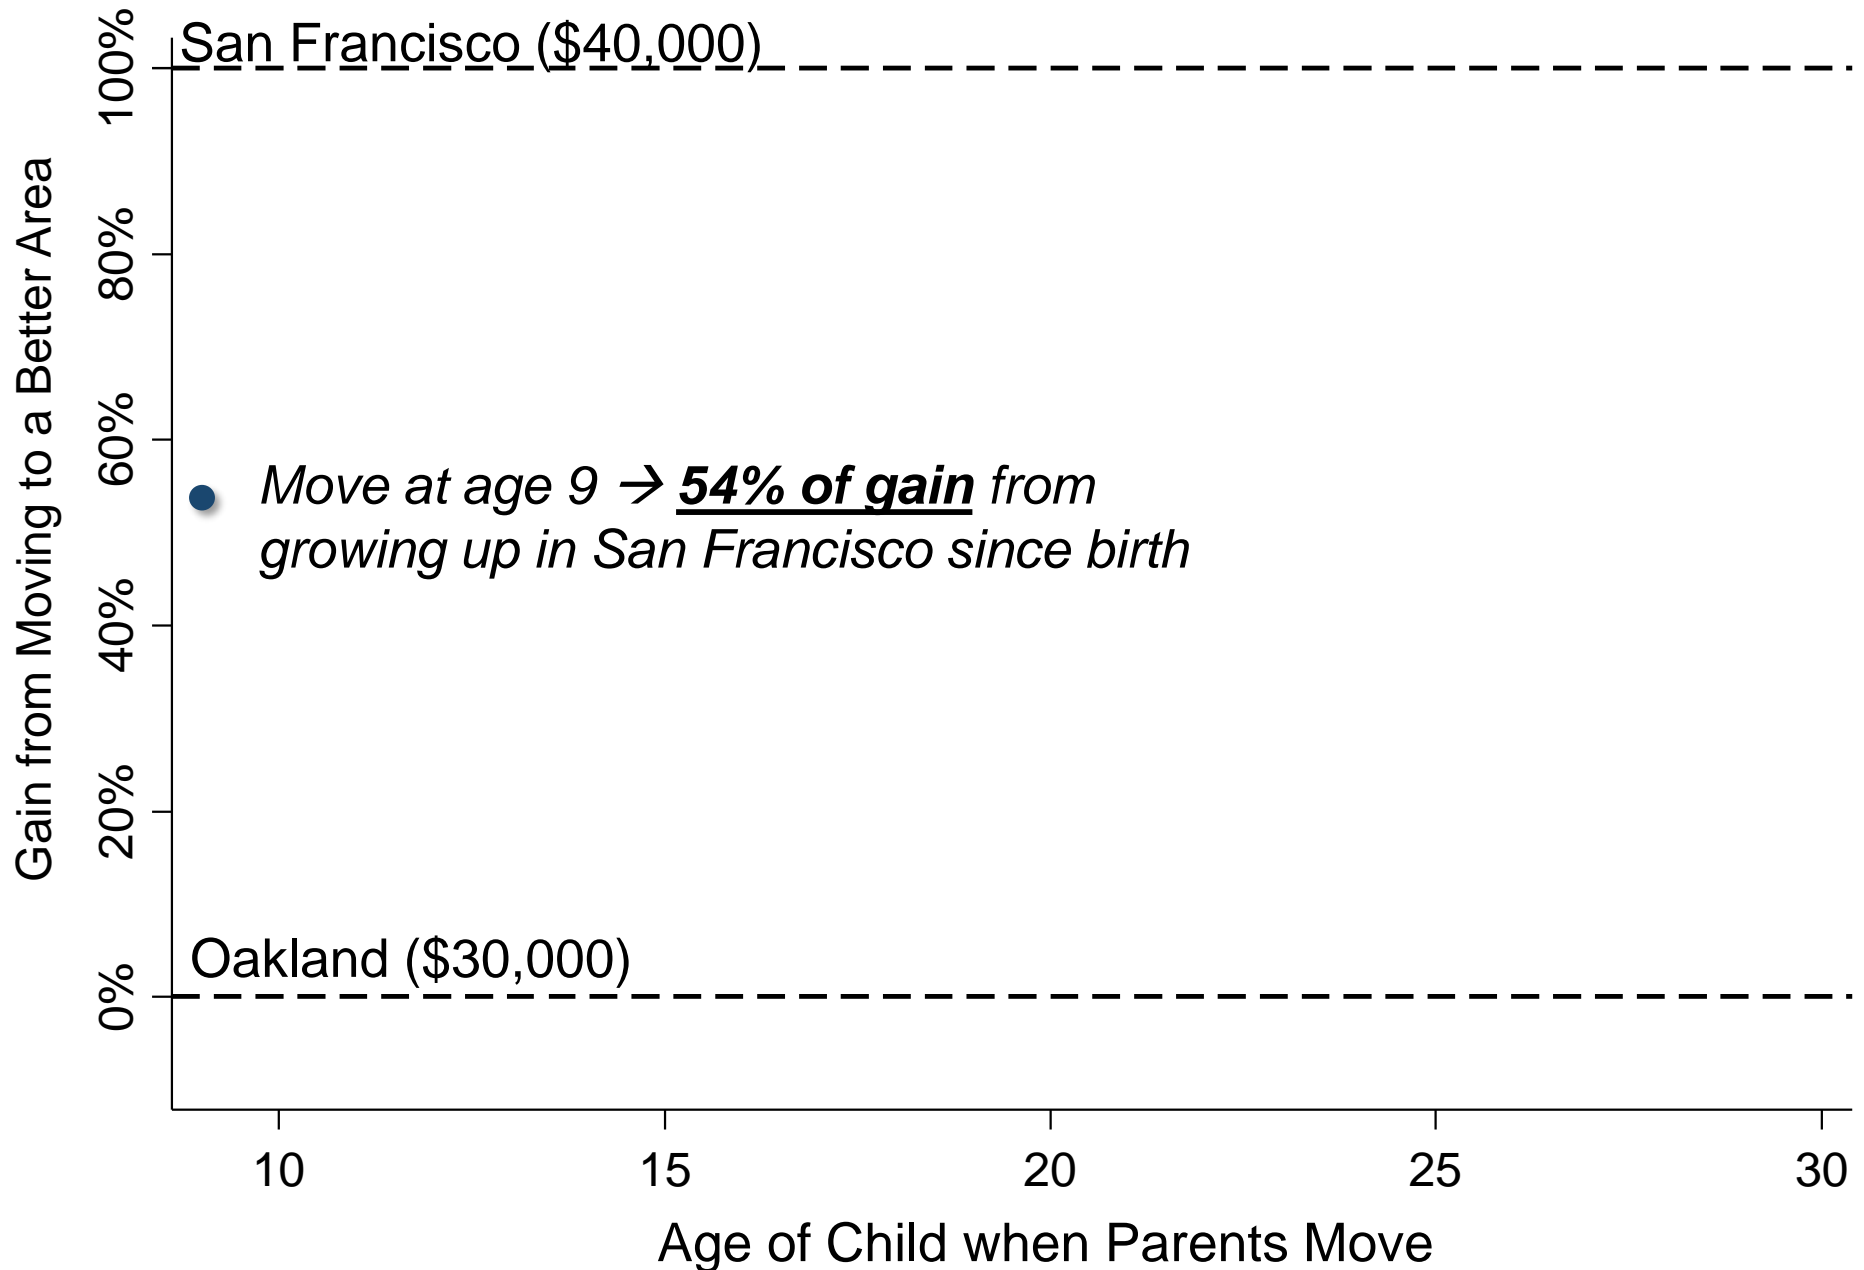 San Francisco ($40,000)
100%
80%
60%
40%
20%
0%
Gain from Moving to a Better Area
Move at age 9 → 54% of gain from
growing up in San Francisco since birth
Oakland ($30,000)
10 15 20 25 30
Age of Child when Parents Move